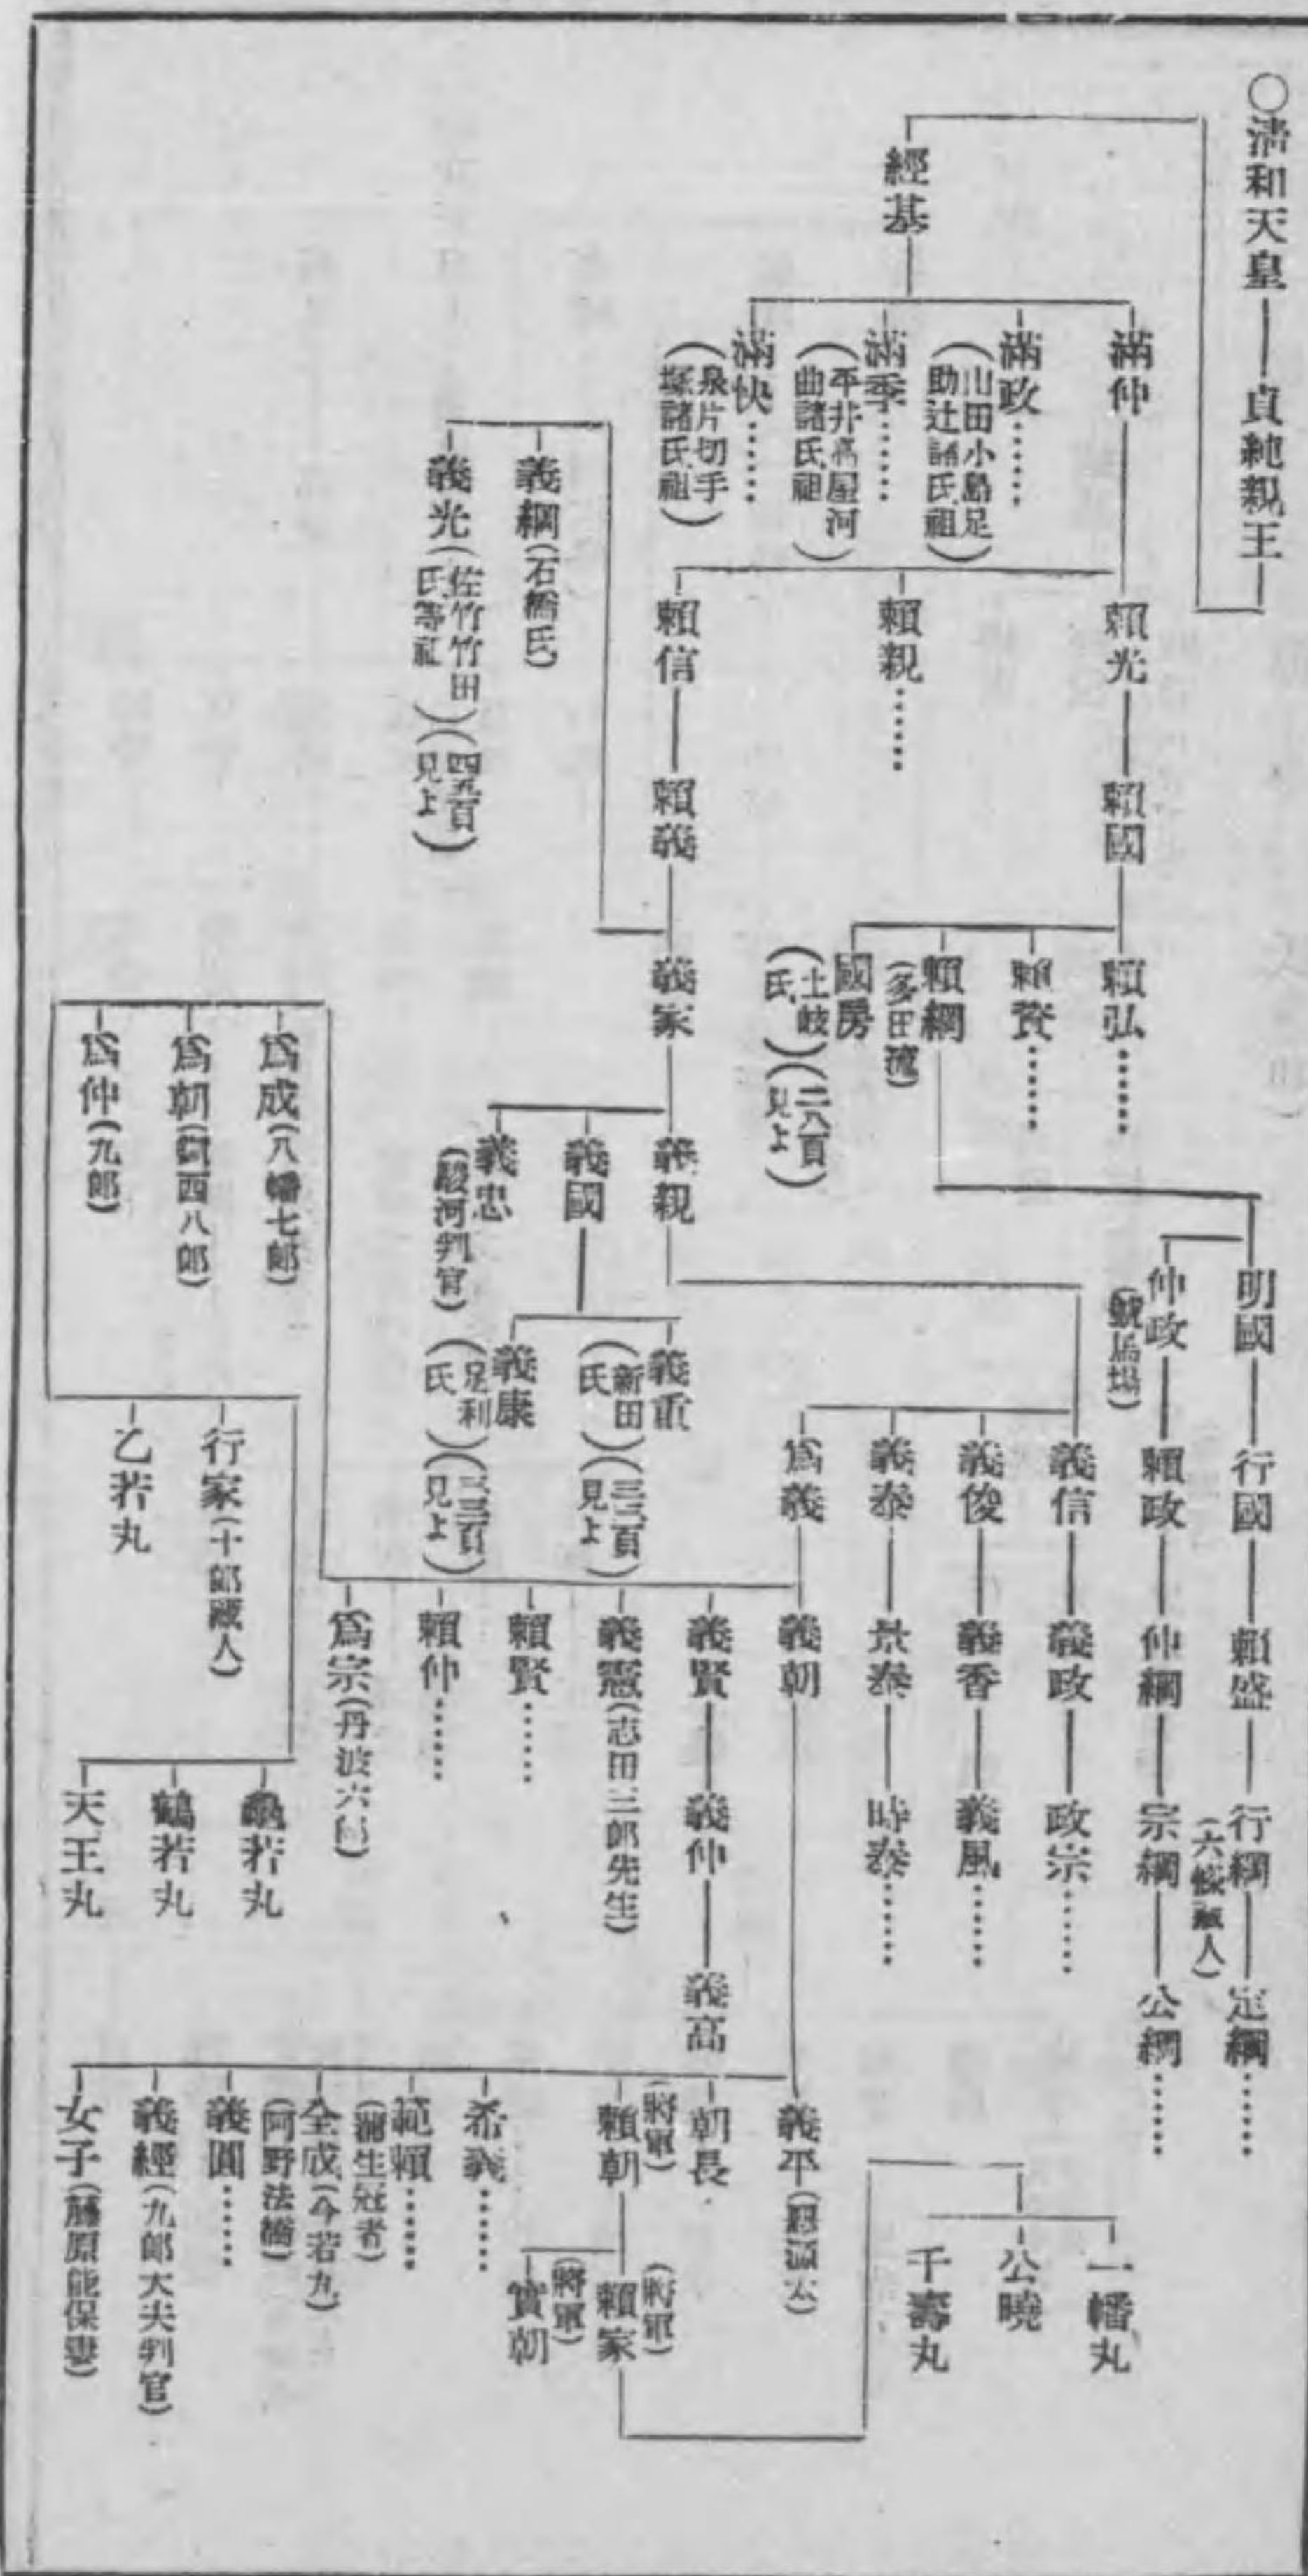 ○清和天皇
貞純親王
經基
滿仲
滿政……
(山田小島足助辻諸氏祖)
滿季……
(平井高屋河曲諸氏祖)
滿快……
(泉片切手塚諸氏祖)
賴光
賴國
賴親……
賴信
賴義
賴弘……
賴資……
賴綱
(多田流)
國房
(土岐氏)(二八頁見よ)
明國
行國
賴盛
行綱
(六條藏人)
定綱……
仲政
(號馬場)
賴政
仲綱
宗綱
公綱……
義家
義綱(石橋氏)
義光(佐竹竹田氏等祖)(四五頁見よ)
義親
義國
義忠
(駿河判官)
義重
(新田氏)(三三頁見よ)
義康
(足利氏)(三三頁見よ)
義信
義政
政宗……
義俊
義香
義風……
義泰
景泰
時泰……
爲義
義朝
義賢
義仲
義高
義憲(志田三郎先生)
賴賢……
賴仲……
爲宗(丹波六郎)
爲成(八幡七郎)
爲朝(鎭西八郎)
爲仲(九郎)
行家(十郎藏人)
乙若丸
龜若丸
鶴若丸
天王丸
義平(惡源太)
朝長
(將軍)
賴朝
希義……
範賴……
(蒲生冠者)
全成(今若丸)
(阿野法橋)
義圓……
義經(九郎大夫判官)
女子(藤原能保妻)
(將軍)
賴家
(將軍)
實朝
一幡丸
公曉
千壽丸